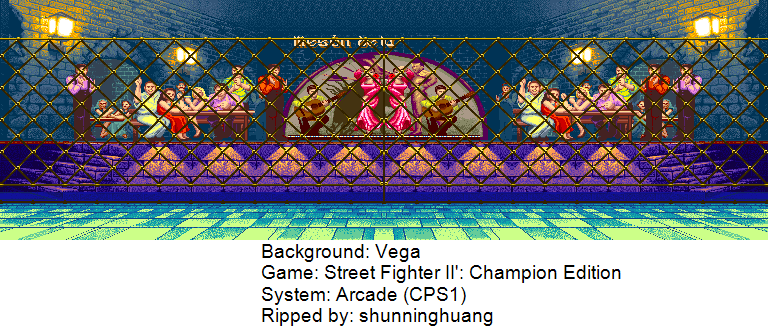 Background: Vega
Game: Street Fighter II': Champion Edition
System: Arcade (CPS1)
Ripped by: shunninghuang